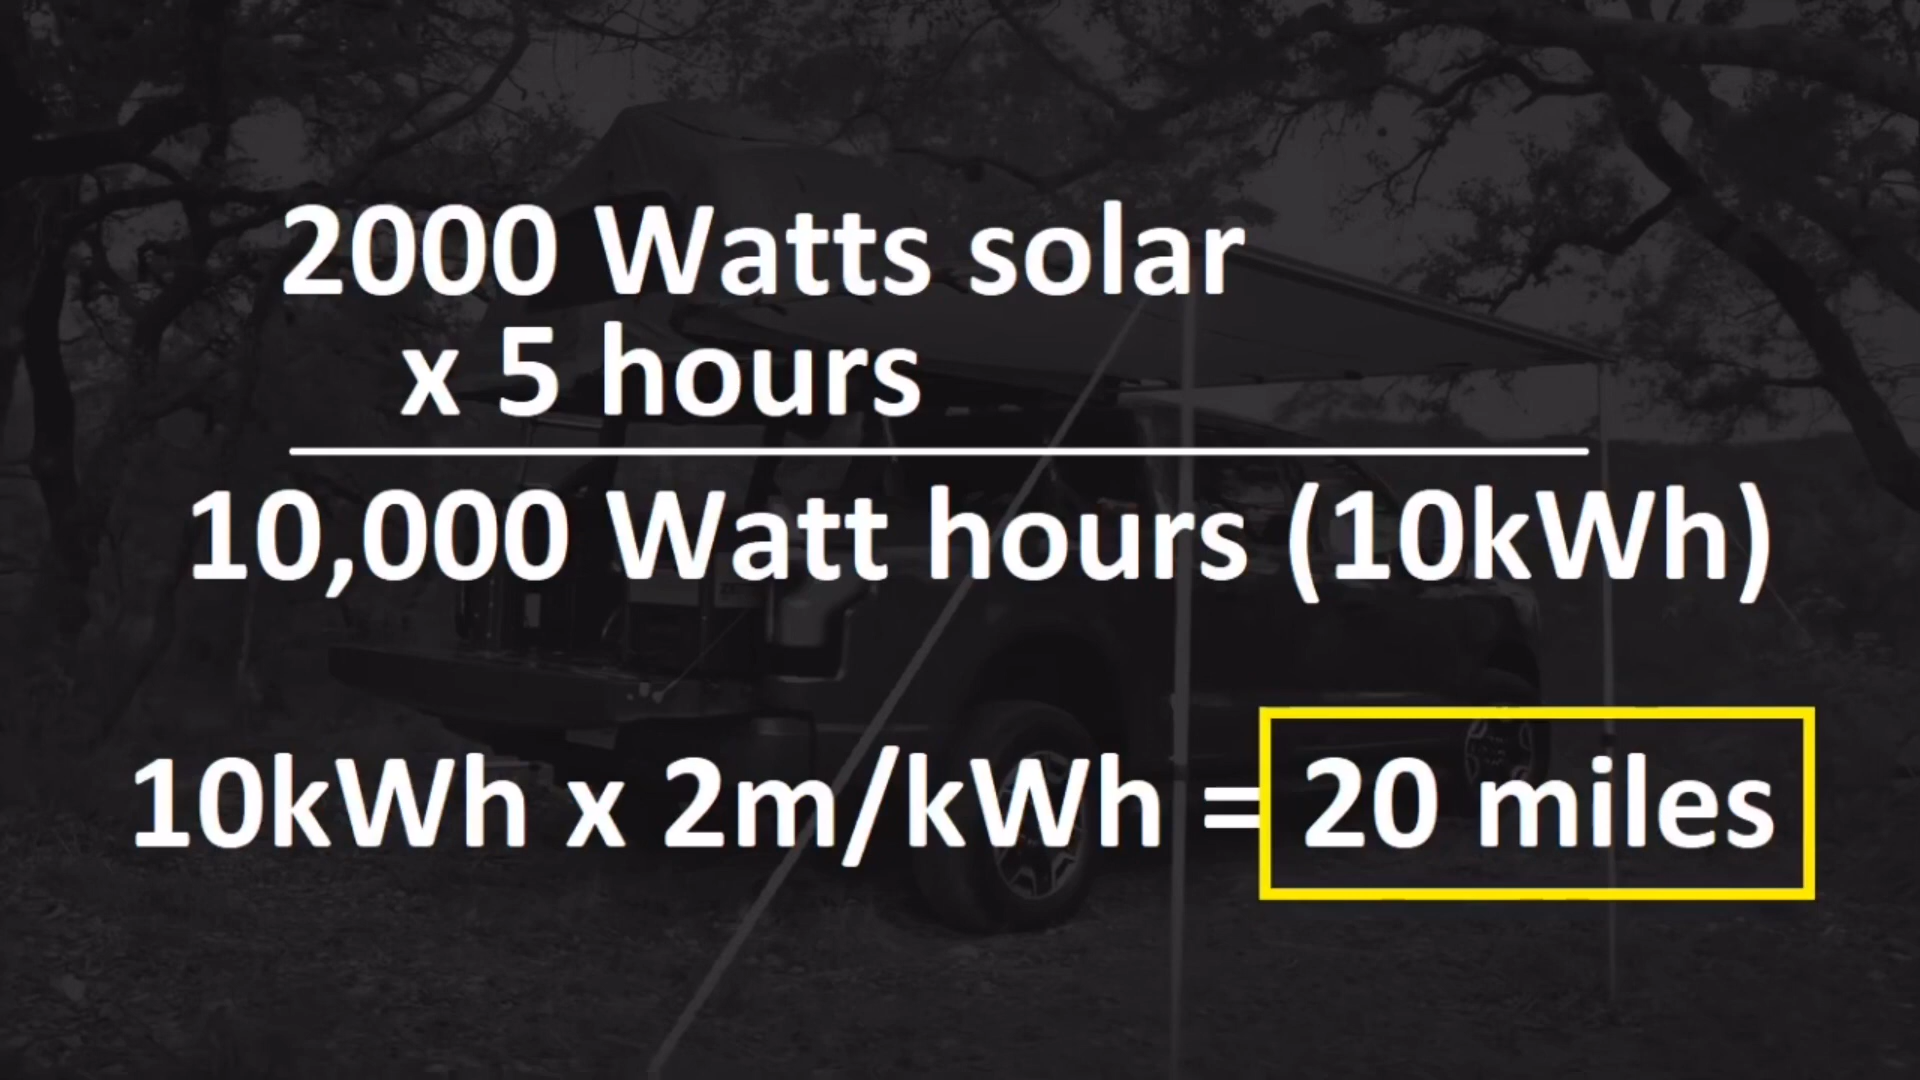 2000 Watts solar
x 5 hours
10,000 Watt hours (10kWh)
10kWh x 2m/kWh = 20 miles